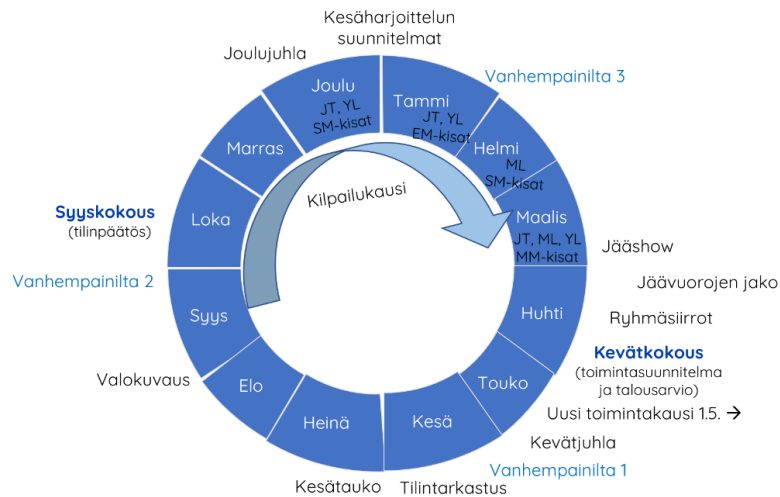 Kesäharjoittelun
suunnitelmat
Joulujuhla
Vanhempainilta 3
Joulu
JT, YL
SM-kisat
Tammi
JT, YL
EM-kisat
Helmi
ML
SM-kisat
Marras
Kilpailukausi
Maalis
JT, ML, YL
MM-kisat
Syyskokous
(tilinpäätös)
Loka
Jääshow
Vanhempainilta 2
Jäävuorojen jako
Syys
Huhti
Ryhmäsiirrot
Kevätkokous
(toimintasuunnitelma
ja talousarvio)
Valokuvaus
Elo
Touko
Uusi toimintakausi 1.5. →
Heinä
Kesä
Kevätjuhla
Vanhempainilta 1
Kesätauko
Tilintarkastus